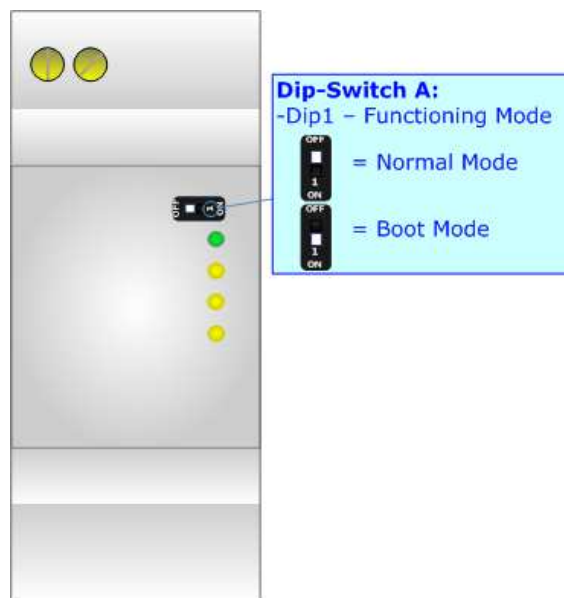 Dip-Switch A:
-Dip1 – Functioning Mode
OFF
= Normal Mode
1
ON
OFF
= Boot Mode
1
ON
OFF
1
ON